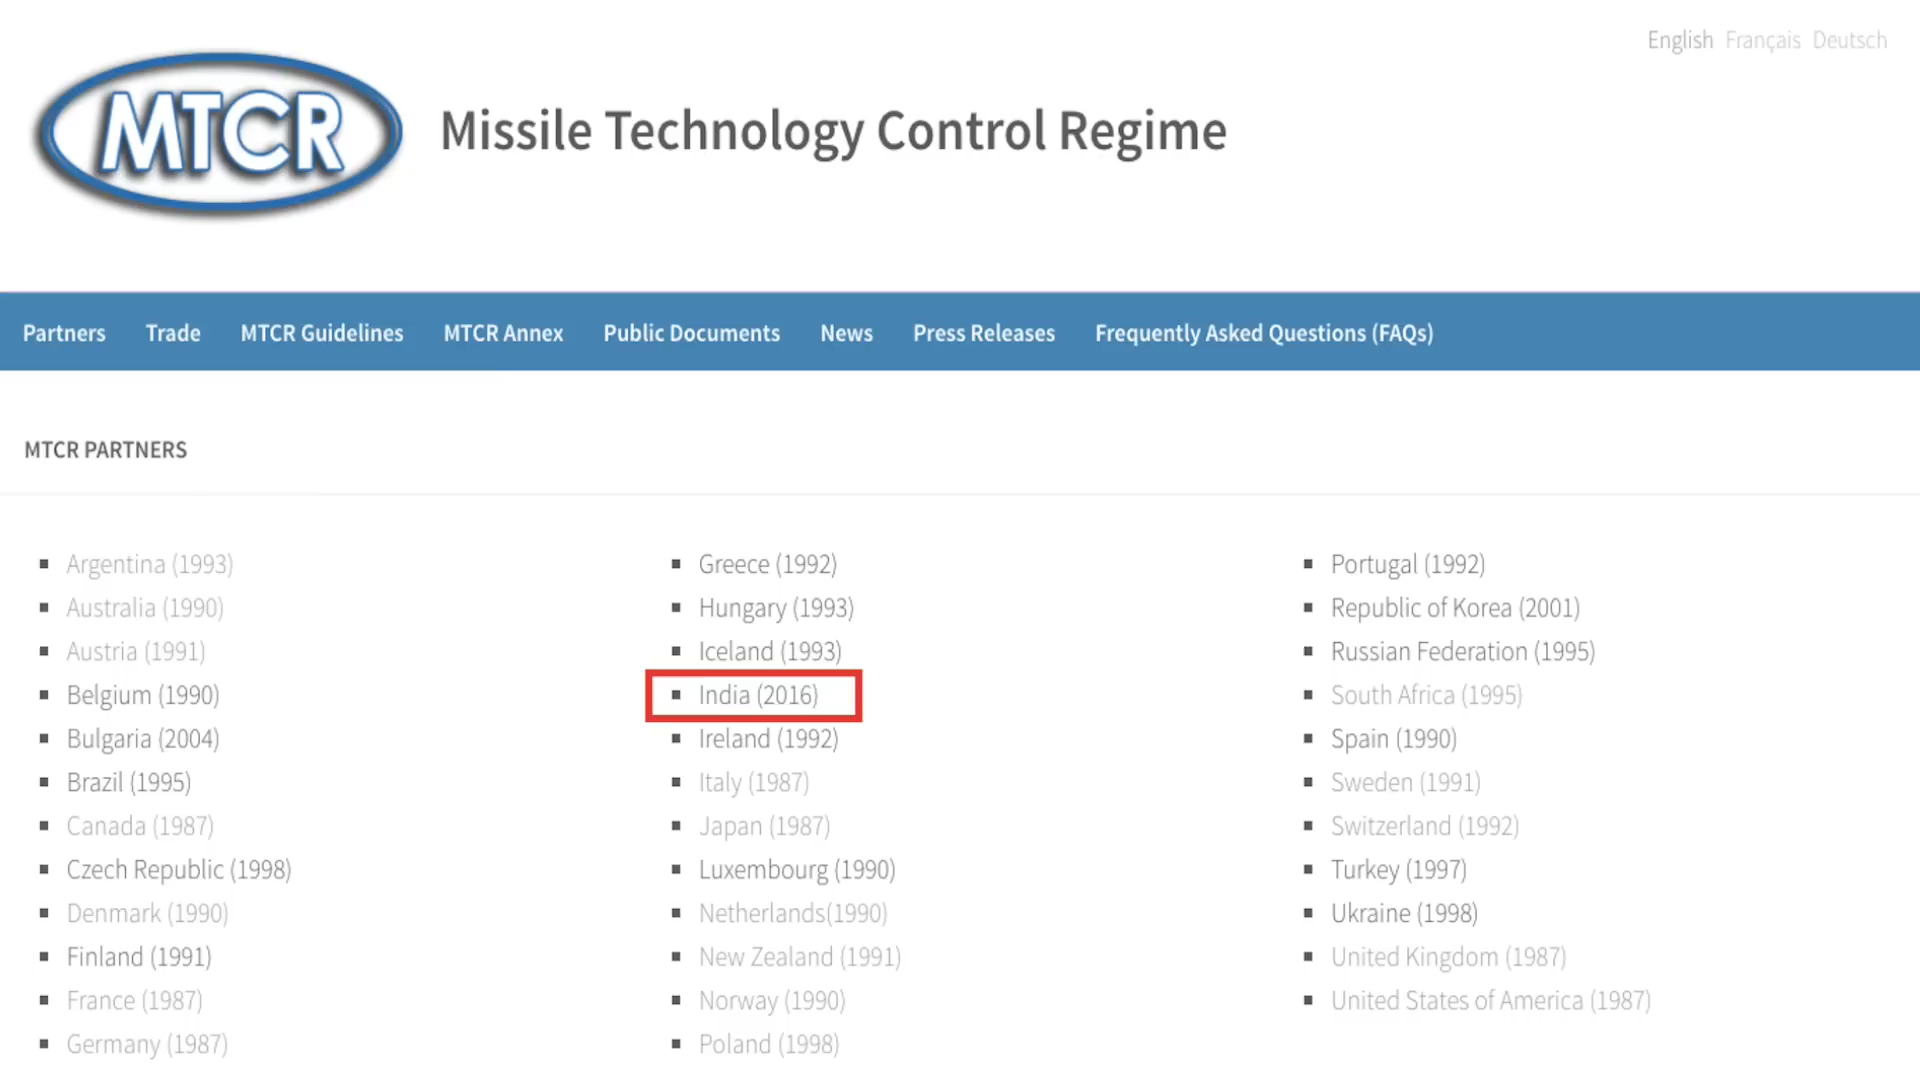 English Français Deutsch
MTCR
Missile Technology Control Regime
Partners Trade MTCR Guidelines MTCR Annex Public Documents News Press Releases Frequently Asked Questions (FAQs)
MTCR PARTNERS
Argentina (1993)
Australia (1990)
Austria (1991)
Belgium (1990)
Bulgaria (2004)
Brazil (1995)
Canada (1987)
Czech Republic (1998)
Denmark (1990)
Finland (1991)
France (1987)
Germany (1987)
Greece (1992)
Hungary (1993)
Iceland (1993)
India (2016)
Ireland (1992)
Italy (1987)
Japan (1987)
Luxembourg (1990)
Netherlands(1990)
New Zealand (1991)
Norway (1990)
Poland (1998)
Portugal (1992)
Republic of Korea (2001)
Russian Federation (1995)
South Africa (1995)
Spain (1990)
Sweden (1991)
Switzerland (1992)
Turkey (1997)
Ukraine (1998)
United Kingdom (1987)
United States of America (1987)